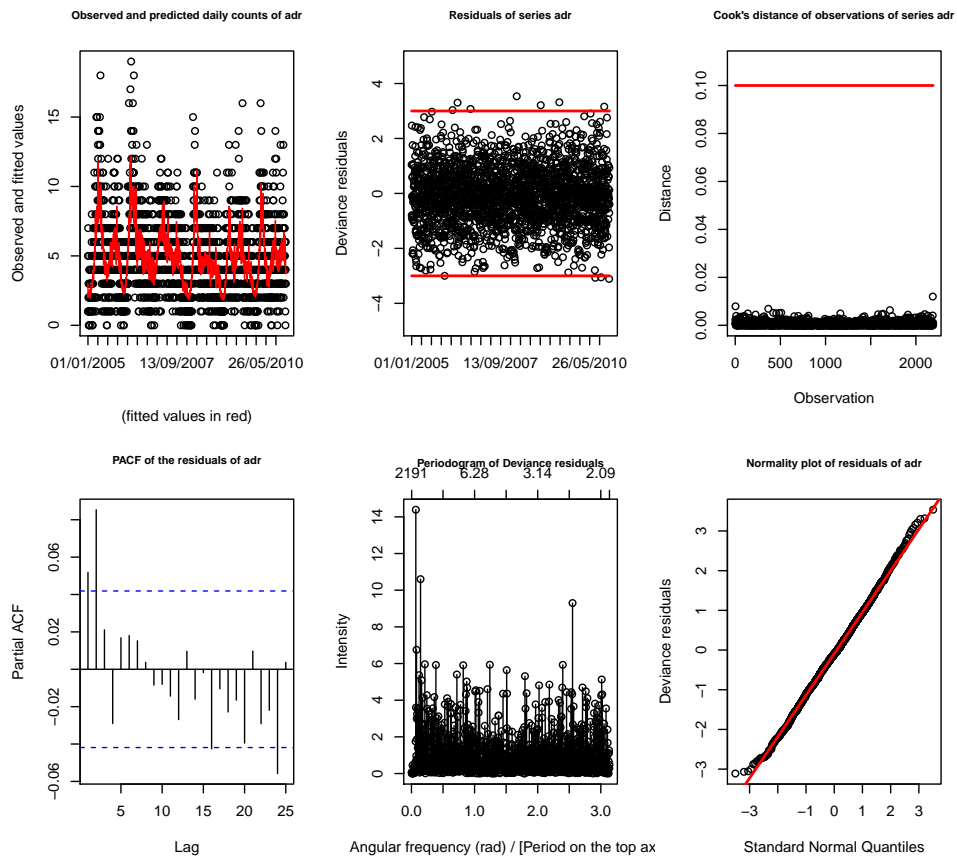 Observed and predicted daily counts of adr
Observed and fitted values
0 5 10 15
01/01/2005 13/09/2007 26/05/2010
(fitted values in red)
Residuals of series adr
Deviance residuals
−4 −2 0 2 4
01/01/2005 13/09/2007 26/05/2010
Cook's distance of observations of series adr
Distance
0.00 0.02 0.04 0.06 0.08 0.10
0 500 1000 2000
Observation
PACF of the residuals of adr
Partial ACF
−0.06 −0.02 0.02 0.06
5 10 15 20 25
Lag
Periodogram of Deviance residuals
2191 6.28 3.14 2.09
Intensity
0 2 4 6 8 10 12 14
0.0 1.0 2.0 3.0
Angular frequency (rad) / [Period on the top ax
Normality plot of residuals of adr
Deviance residuals
−3 −2 −1 0 1 2 3
−3 −1 0 1 2 3
Standard Normal Quantiles